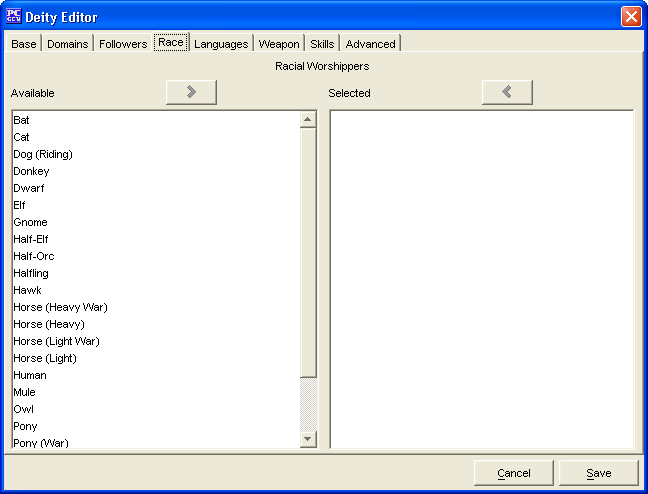 PC GEN Deity Editor
Base Domains Followers Race Languages Weapon Skills Advanced
Racial Worshippers
Available Selected
Bat
Cat
Dog (Riding)
Donkey
Dwarf
Elf
Gnome
Half-Elf
Half-Orc
Halfling
Hawk
Horse (Heavy War)
Horse (Heavy)
Horse (Light War)
Horse (Light)
Human
Mule
Owl
Pony
Pony (War)
Cancel Save